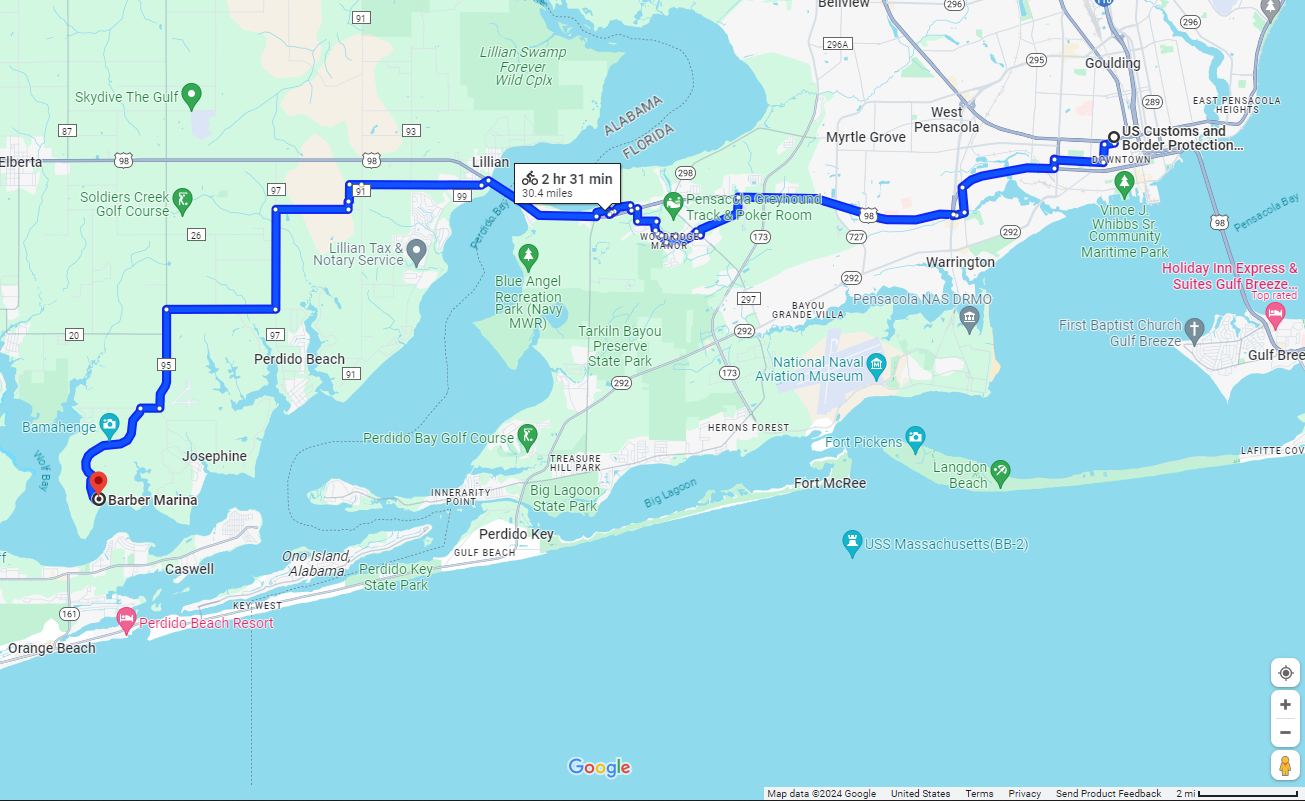 Bellview
296
110
91
296
296A
Lillian Swamp
Forever
Wild Cplx
295
Goulding
Skydive The Gulf
289
EAST PENSACOLA
HEIGHTS
ALABAMA
FLORIDA
West
Pensacola
87
93
Myrtle Grove
US Customs and
Border Protection...
Elberta
98
98
Lillian
DOWNTOWN
2 hr 31 min
30.4 miles
298
97
91
99
Soldiers Creek
Golf Course
Pensacola Greyhound
Track & Poker Room
Perdido Bay
98
Vince J.
Whibbs Sr.
Community
Maritime Park
98
Pensacola Bay
26
WOODRIDGE
MANOR
173
727
292
Lillian Tax &
Notary Service
Warrington
Holiday Inn Express &
Suites Gulf Breeze...
Top rated
Blue Angel
Recreation
Park (Navy
MWR)
292
297
BAYOU
GRANDE VILLA
Pensacola NAS DRMO
20
97
Tarkiln Bayou
Preserve
State Park
292
First Baptist Church
Gulf Breeze
Perdido Beach
95
91
292
173
National Naval
Aviation Museum
Gulf Bree
Bamahenge
Perdido Bay Golf Course
HERONS FOREST
Fort Pickens
Josephine
Wolf Bay
TREASURE
HILL PARK
LAFITTE COV
Langdon
Beach
Barber Marina
INNERARITY
POINT
Big Lagoon
State Park
Big Lagoon
Fort McRee
Perdido Key
GULF BEACH
USS Massachusetts(BB-2)
Ono Island,
Alabama
Caswell
Perdido Key
State Park
KEY WEST
161
Perdido Beach Resort
Orange Beach
Google
Map data ©2024 Google United States Terms Privacy Send Product Feedback 2 mi